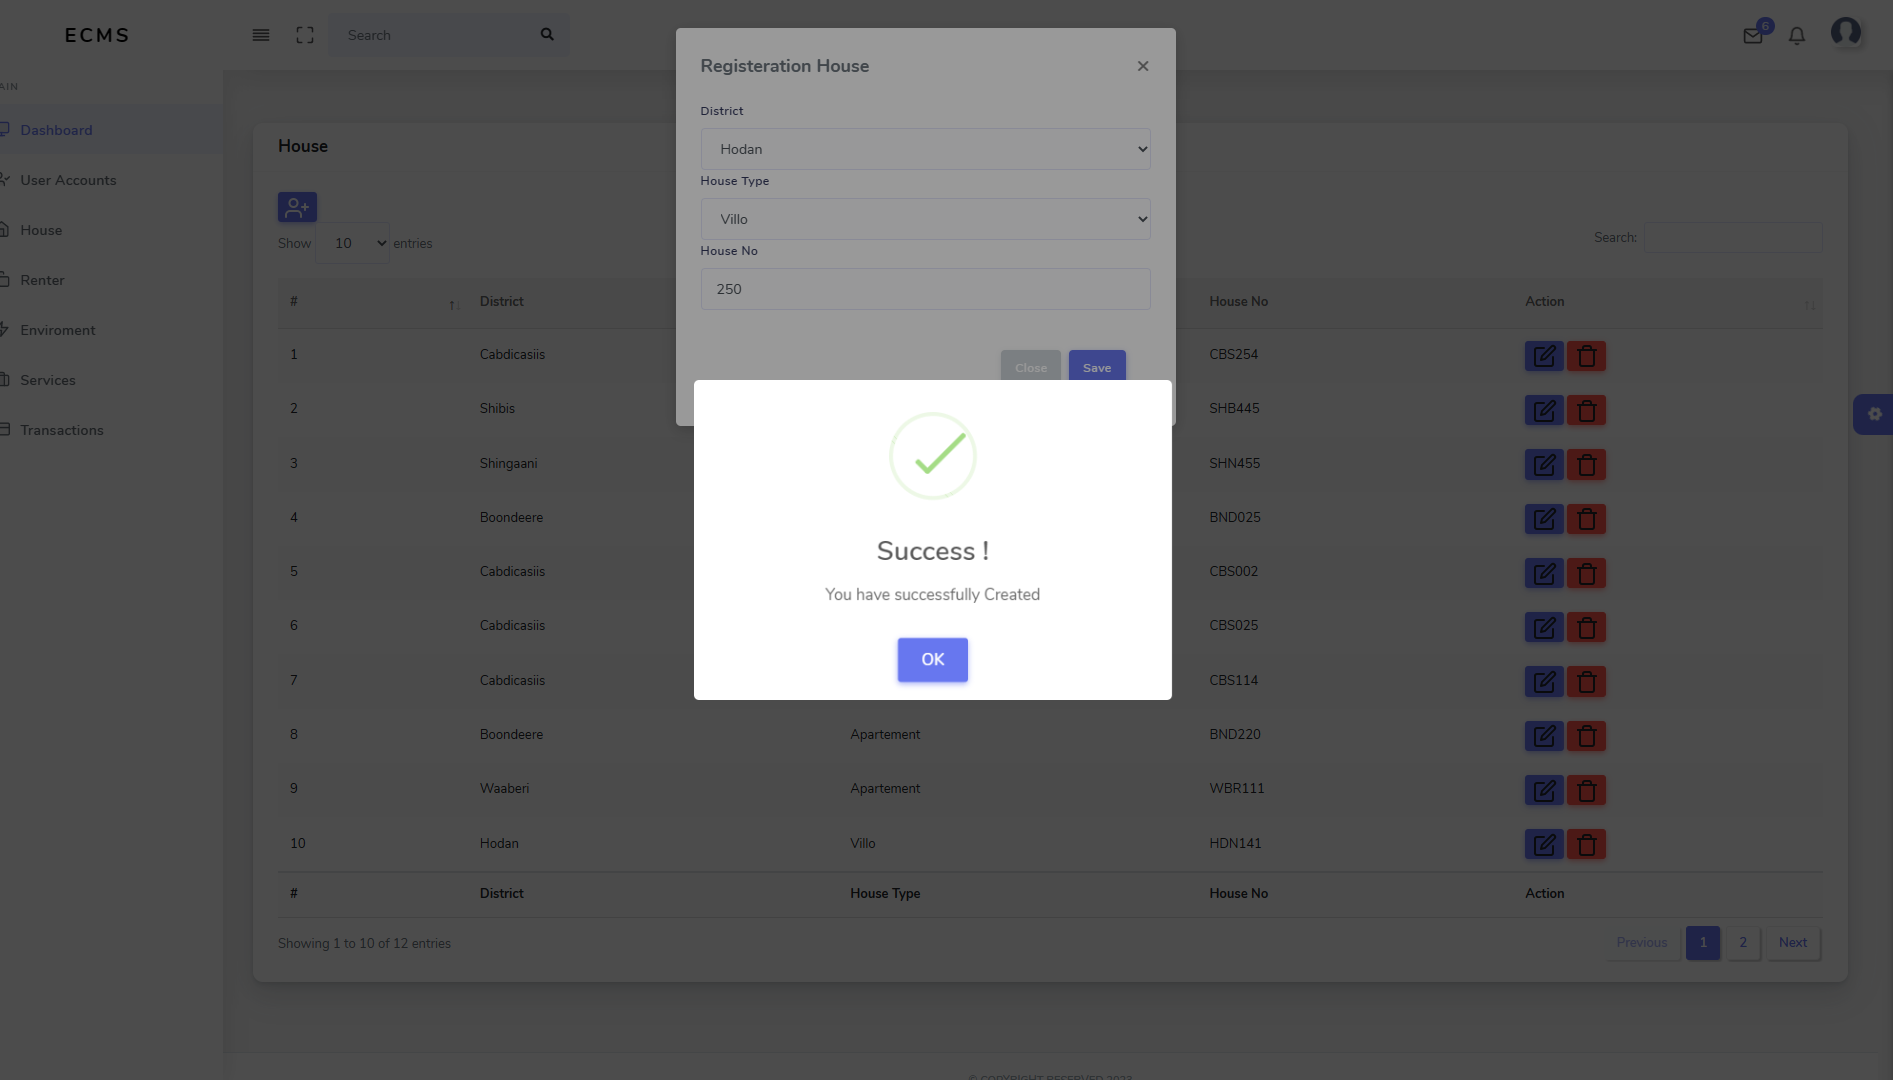 ECMS
Search
6
AIN
Dashboard
User Accounts
House
Renter
Enviroment
Services
Transactions
House
Show 10 entries
Search:
# District House No Action
1 Cabdicasiis CBS254
2 Shibis SHB445
3 Shingaani SHN455
4 Boondeere BND025
5 Cabdicasiis CBS002
6 Cabdicasiis CBS025
7 Cabdicasiis CBS114
8 Boondeere Apartement BND220
9 Waaberi Apartement WBR111
10 Hodan Villo HDN141
# District House Type House No Action
Showing 1 to 10 of 12 entries
Previous 1 2 Next
Registeration House
×
District
Hodan
House Type
Villo
House No
250
Close Save
Success !
You have successfully Created
OK
© COPYRIGHT RESERVED 2023